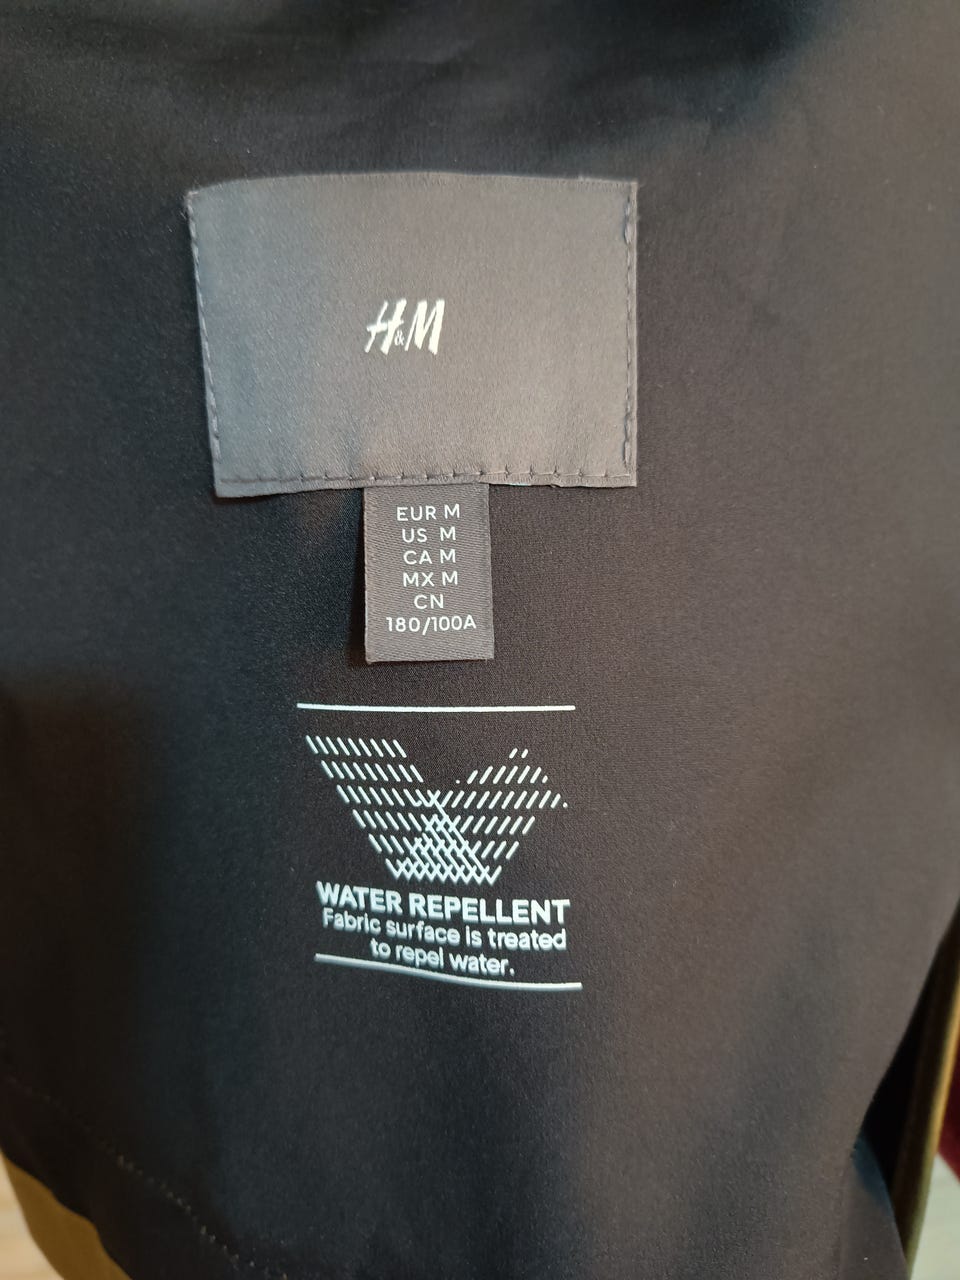 H&M
EUR M
US M
CA M
MX M
CN
180/100A
WATER REPELLENT
Fabric surface is treated
to repel water.